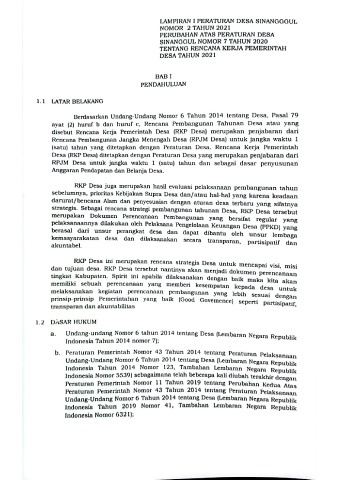 LAMPIRAN I PERATURAN DESA SINANGGOUL
NOMOR 2 TAHUN 2021
PERUBAHAN ATAS PERATURAN DESA
SINANGGUL NOMOR 7 TAHUN 2020
TENTANG RENCANA KERJA PEMERINTAH
DESA TAHUN 2021
BAB I
PENDAHULUAN
1.1 LATAR BELAKANG
Berdasarkan Undang-Undang Nomor 6 Tahun 2014 tentang Desa, Pasal 79
ayat (2) huruf b dan huruf c, Rencana Pembangunan Tahunan Desa atau yang
disebut Rencana Kerja Pemerintah Desa (RKP Desa) merupakan penjabaran dari
Rencana Pembangunan Jangka Menengah Desa (RPJM Desa) untuk jangka waktu 1
(satu) tahun yang ditetapkan dengan Peraturan Desa. Rencana Kerja Pemerintah
Desa (RKP Desa) ditetapkan dengan Peraturan Desa yang merupakan penjabaran dari
RPJM Desa untuk jangka waktu 1 (satu) tahun dan sebagai dasar penyusunan
Anggaran Pendapatan dan Belanja Desa.
RKP Desa juga merupakan hasil evaluasi pelaksanaan pembangunan tahun
sebelumnya, prioritas Kebijakan Supra Desa dan/atau hal-hal yang karena keadaan
darurat/bencana Alam dan penyesuaian dengan aturan desa terbaru yang sifatnya
strategis. Sebagai rencana strategi pembangunan tahunan Desa, RKP Desa tersebut
merupakan Dokumen Perencanaan Pembangunan yang bersifat regular yang
pelaksanaannya dilakukan oleh Pelaksana Pengelolaan Keuangan Desa (PPKD) yang
berasal dari unsur perangkat desa dan dapat dibantu oleh unsur lembaga
kemasyarakatan desa dan dilaksanakan secara transparan, partisipatif dan
akuntabel.
RKP Desa ini merupakan rencana strategis Desa untuk mencapai visi, misi
dan tujuan desa. RKP Desa tersebut nantinya akan menjadi dokumen perencanaan
tingkat Kabupaten. Spirit ini apabila dilaksanakan dengan baik maka kita akan
memiliki sebuah perencanaan yang memberi kesempatan kepada desa untuk
melaksanakan kegiatan perencanaan pembangunan yang lebih sesuai dengan
prinsip-prinsip Pemerintahan yang baik (Good Governence) seperti partisipatif,
transparan dan akuntabilitas
1.2 DASAR HUKUM
a. Undang-undang Nomor 6 tahun 2014 tentang Desa (Lembaran Negara Republik
Indonesia Tahun 2014 nomor 7);
b. Peraturan Pemerintah Nomor 43 Tahun 2014 tentang Peraturan Pelaksanaan
Undang-Undang Nomor 6 Tahun 2014 tentang Desa (Lembaran Negara Republik
Indonesia Tahun 2014 Nomor 123, Tambahan Lembaran Negara Republik
Indonesia Nomor 5539) sebagaimana telah beberapa kali diubah terakhir dengan
Peraturan Pemerintah Nomor 11 Tahun 2019 tentang Perubahan Kedua Atas
Peraturan Pemerintah Nomor 43 Tahun 2014 tentang Peraturan Pelaksanaan
Undang-Undang Nomor 6 Tahun 2014 tentang Desa (Lembaran Negara Republik
Indonesia Tahun 2019 Nomor 41, Tambahan Lembaran Negara Republik
Indonesia Nomor 6321);